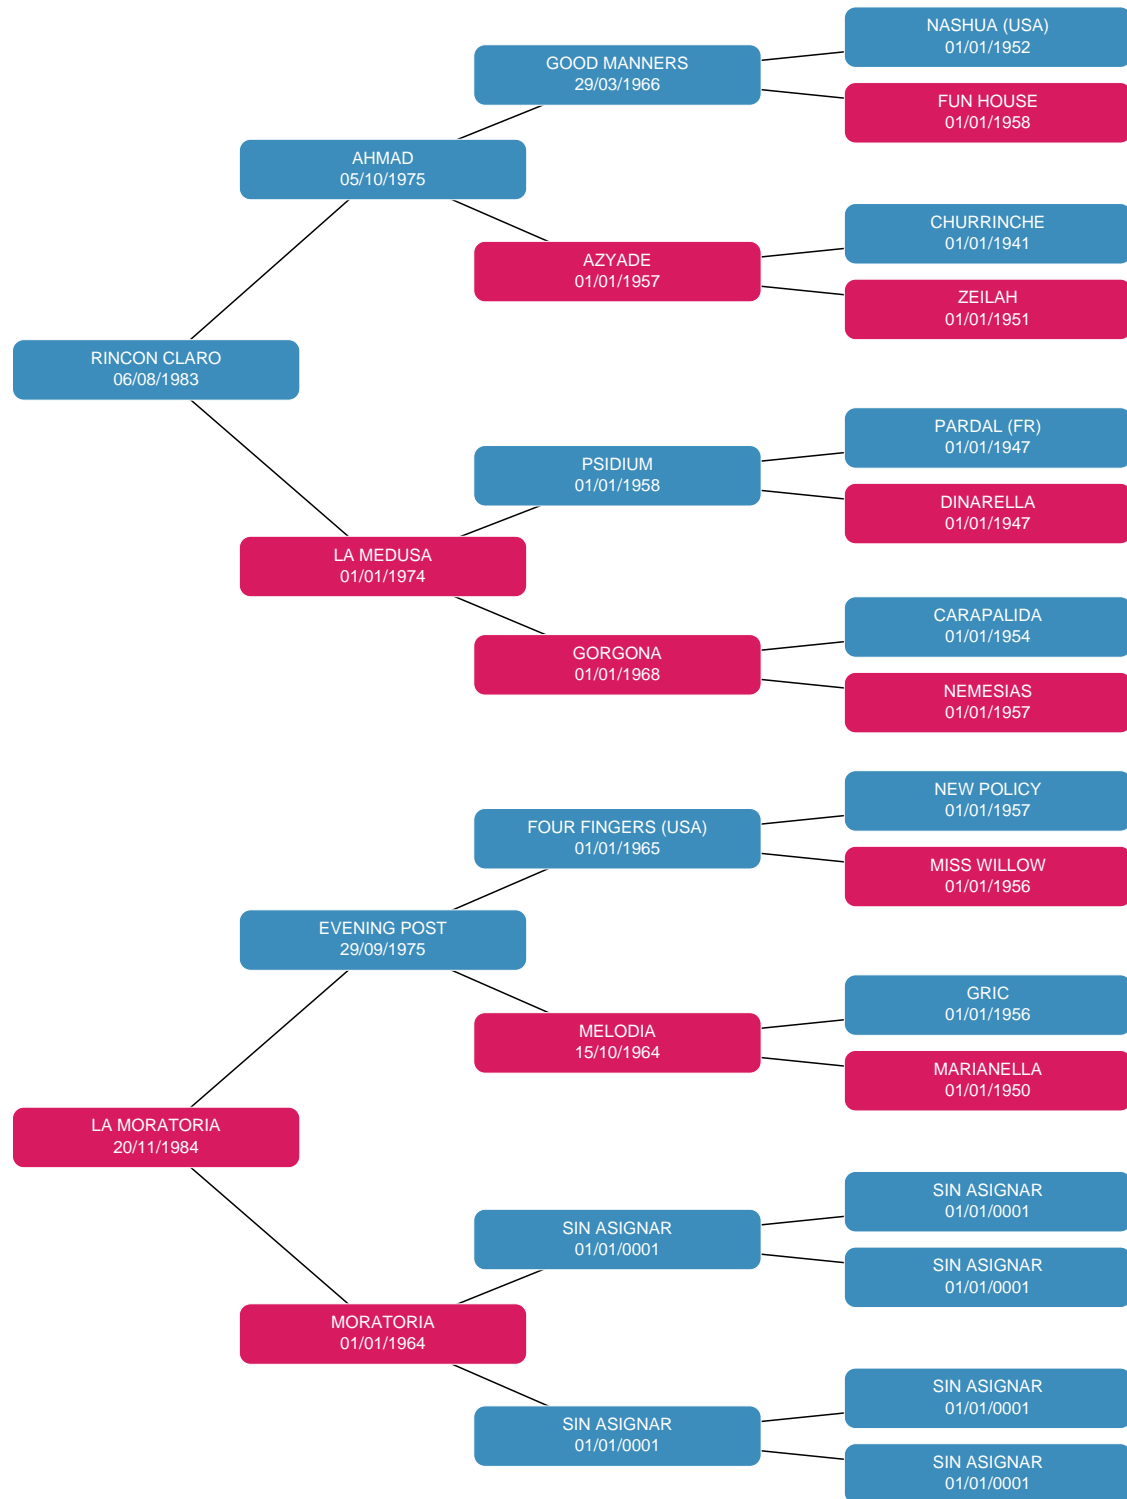 NASHUA (USA)
01/01/1952
GOOD MANNERS
29/03/1966
FUN HOUSE
01/01/1958
AHMAD
05/10/1975
CHURRINCHE
01/01/1941
AZYADE
01/01/1957
ZEILAH
01/01/1951
RINCON CLARO
06/08/1983
PARDAL (FR)
01/01/1947
PSIDIUM
01/01/1958
DINARELLA
01/01/1947
LA MEDUSA
01/01/1974
CARAPALIDA
01/01/1954
GORGONA
01/01/1968
NEMESIAS
01/01/1957
NEW POLICY
01/01/1957
FOUR FINGERS (USA)
01/01/1965
MISS WILLOW
01/01/1956
EVENING POST
29/09/1975
GRIC
01/01/1956
MELODIA
15/10/1964
MARIANELLA
01/01/1950
LA MORATORIA
20/11/1984
SIN ASIGNAR
01/01/0001
SIN ASIGNAR
01/01/0001
SIN ASIGNAR
01/01/0001
MORATORIA
01/01/1964
SIN ASIGNAR
01/01/0001
SIN ASIGNAR
01/01/0001
SIN ASIGNAR
01/01/0001